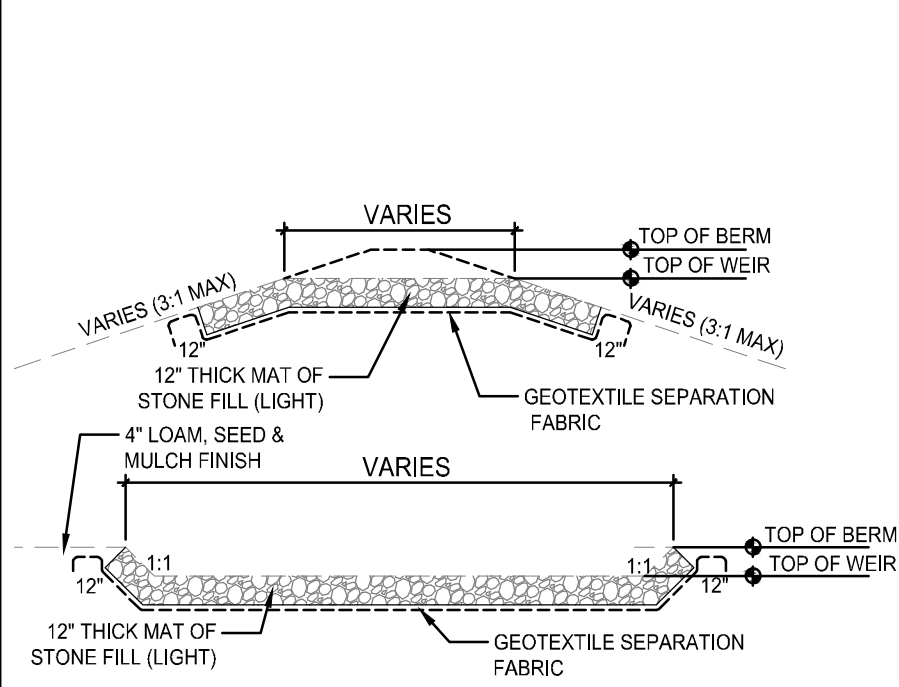 VARIES
TOP OF BERM
TOP OF WEIR
VARIES (3:1 MAX)
VARIES (3:1 MAX)
12"
12"
12" THICK MAT OF
STONE FILL (LIGHT)
GEOTEXTILE SEPARATION
FABRIC
4" LOAM, SEED &
MULCH FINISH
VARIES
TOP OF BERM
TOP OF WEIR
1:1
1:1
12"
12"
12" THICK MAT OF
STONE FILL (LIGHT)
GEOTEXTILE SEPARATION
FABRIC